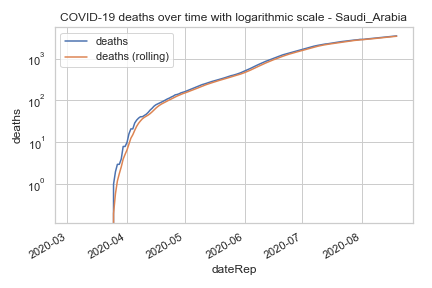 COVID-19 deaths over time with logarithmic scale - Saudi_Arabia
deaths
deaths (rolling)
10³
10²
10¹
10⁰
deaths
2020-03
2020-04
2020-05
2020-06
2020-07
2020-08
dateRep